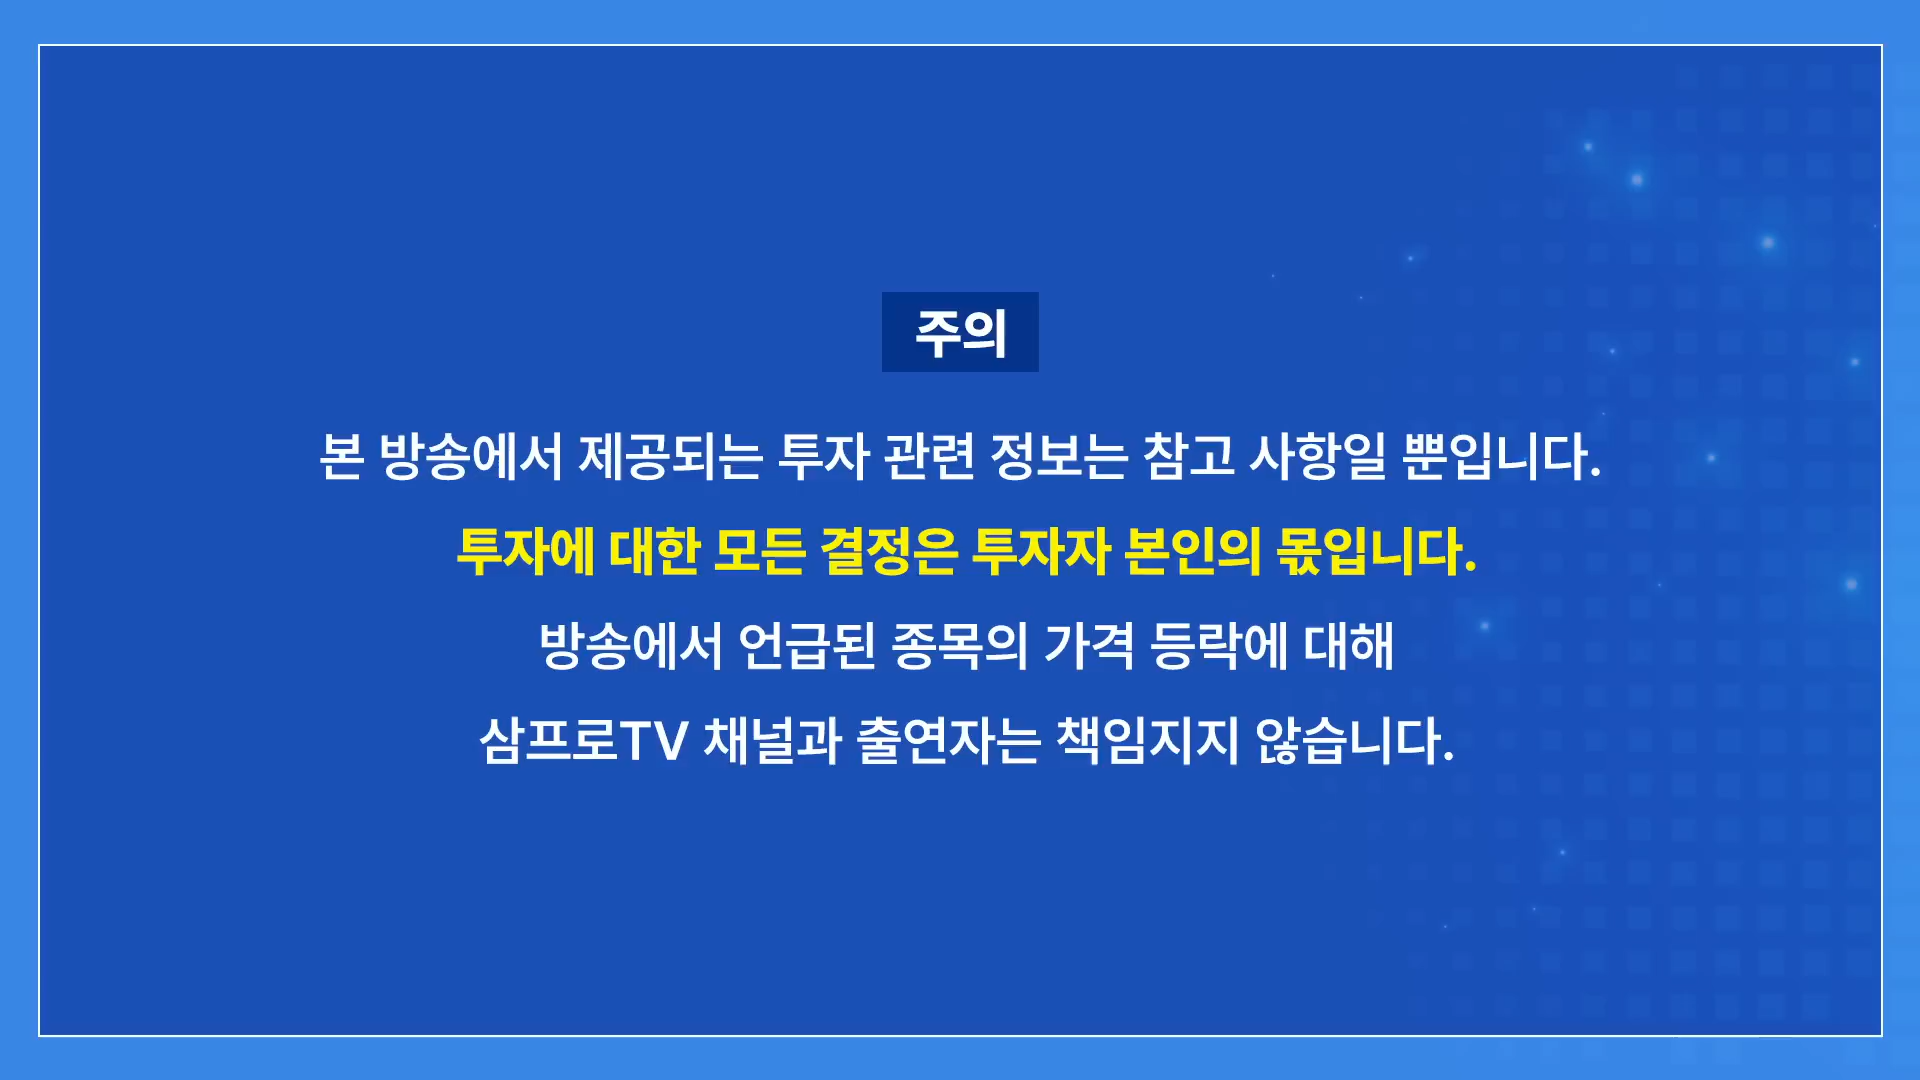 주의
본 방송에서 제공되는 투자 관련 정보는 참고 사항일 뿐입니다.
투자에 대한 모든 결정은 투자자 본인의 몫입니다.
방송에서 언급된 종목의 가격 등락에 대해
삼프로TV 채널과 출연자는 책임지지 않습니다.